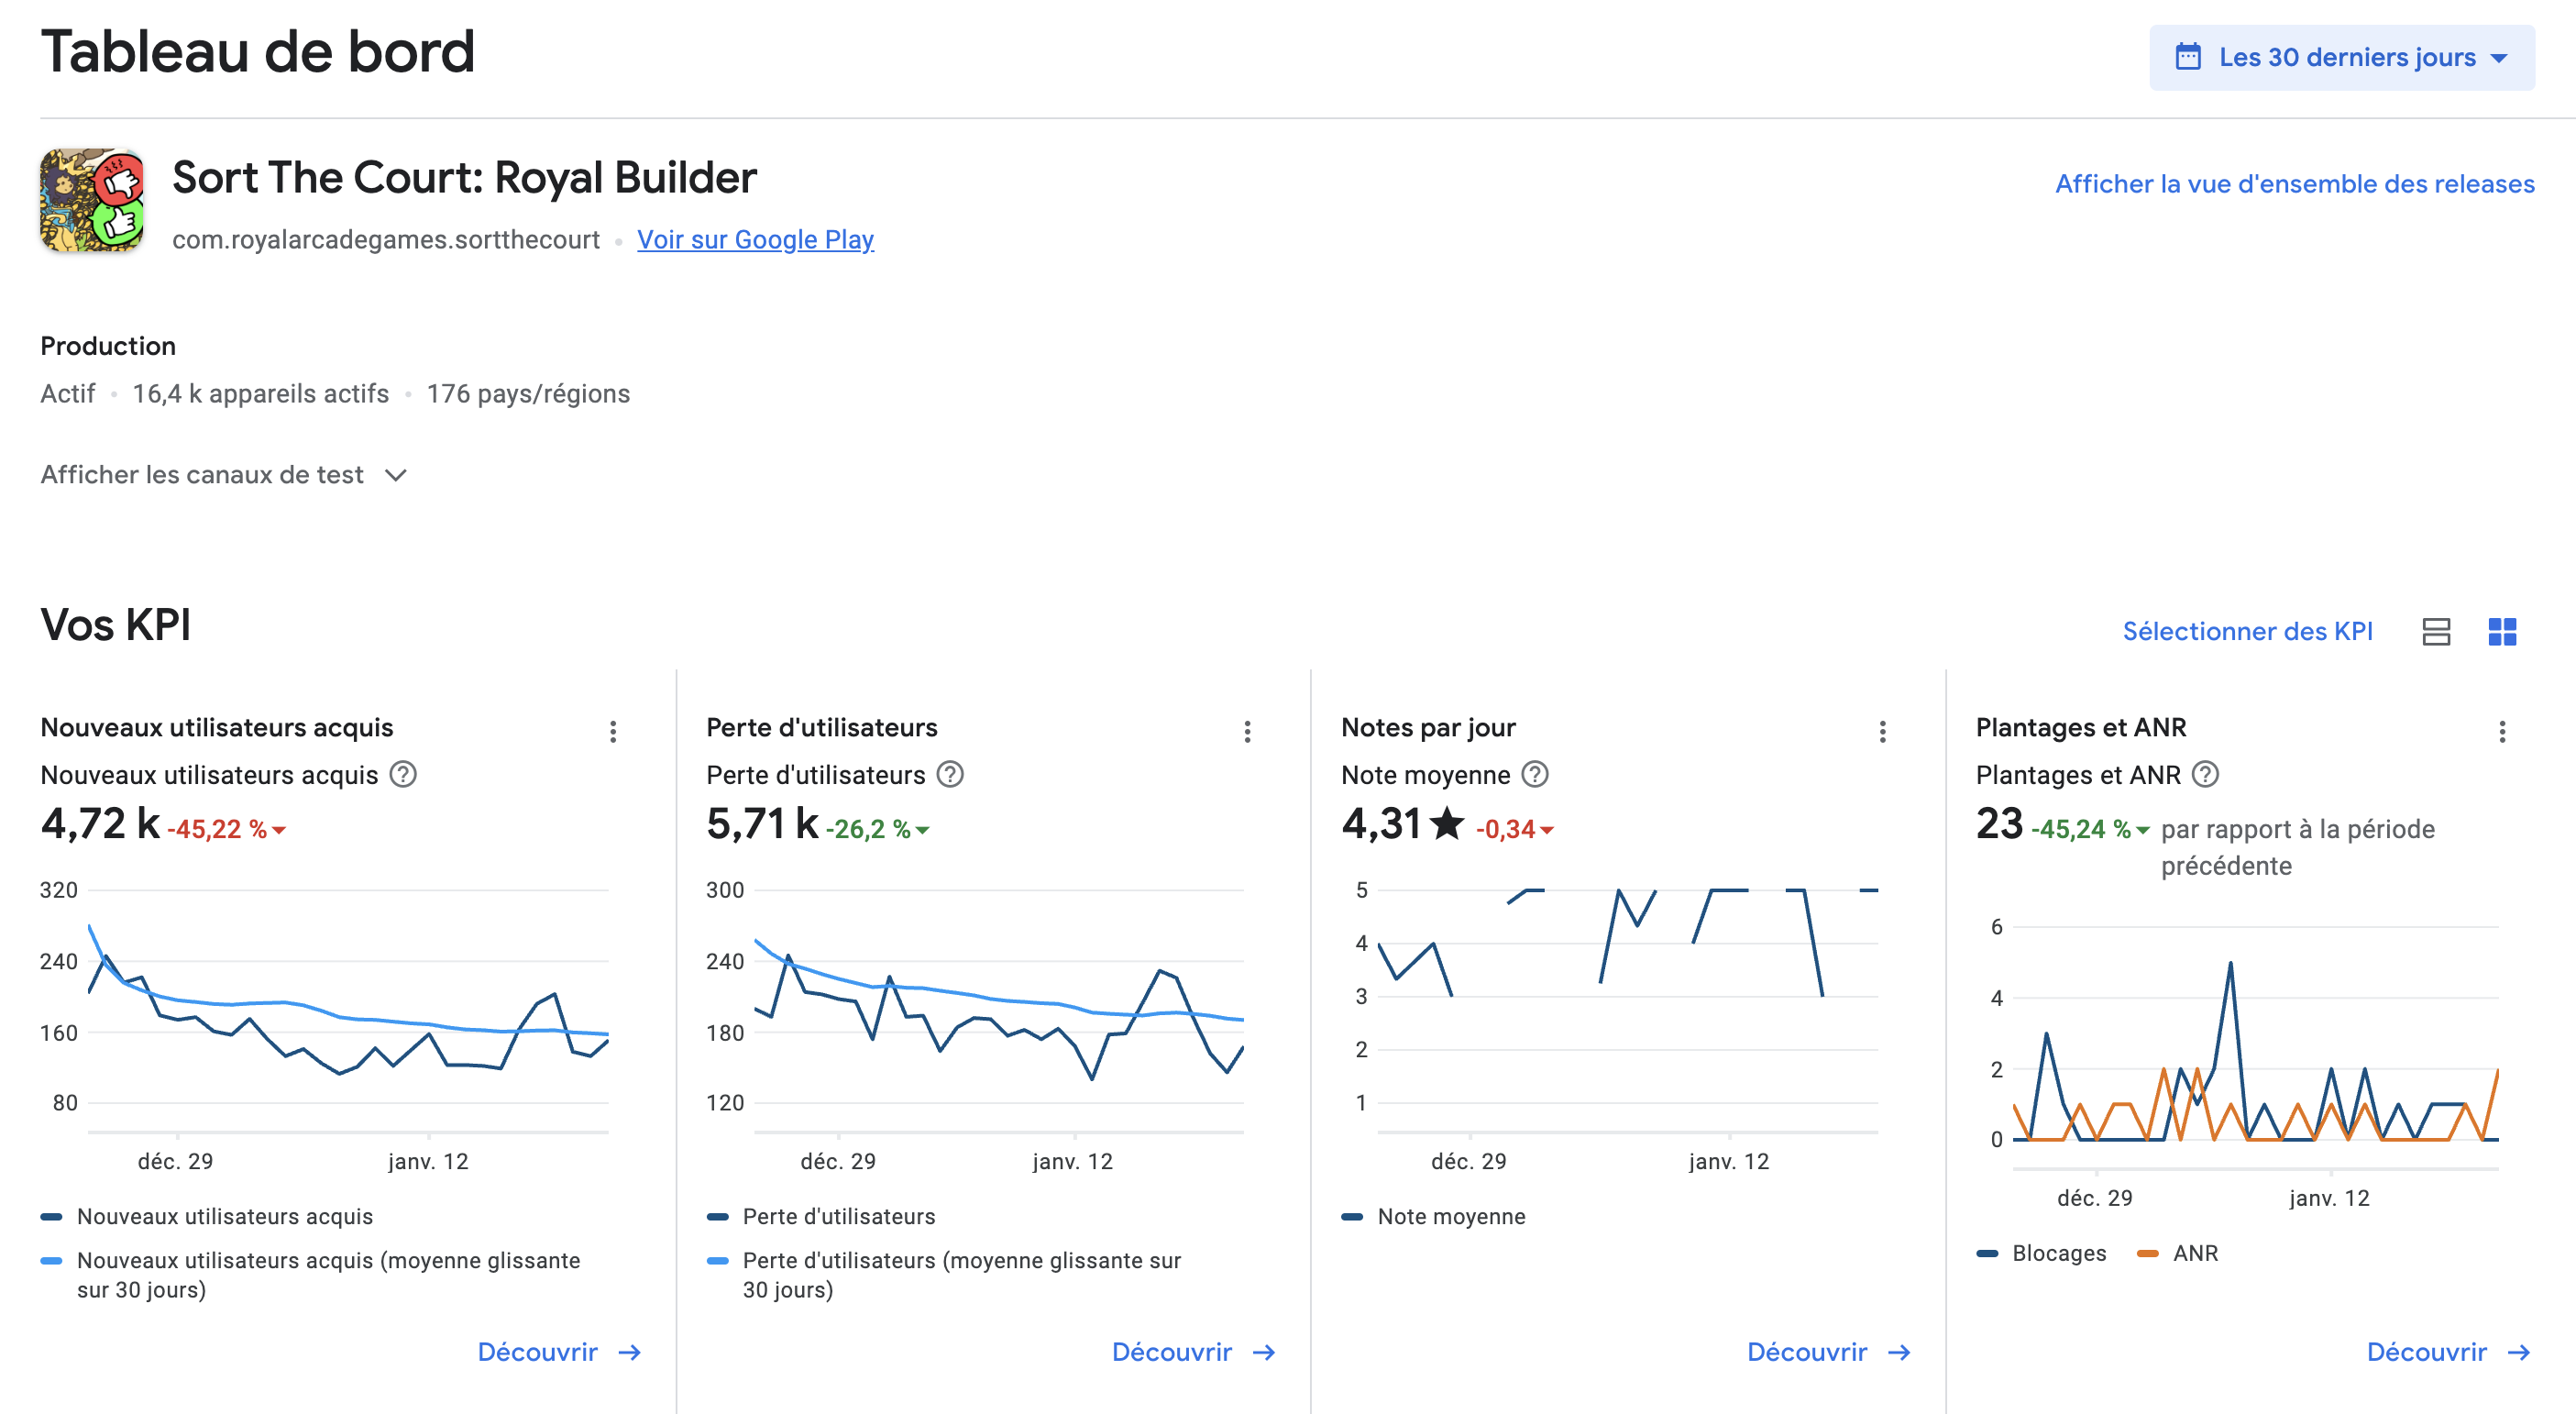 Tableau de bord
Les 30 derniers jours
Sort The Court: Royal Builder
Afficher la vue d'ensemble des releases
com.royalarcadegames.sortthecourt • Voir sur Google Play
Production
Actif • 16,4 k appareils actifs • 176 pays/régions
Afficher les canaux de test
Vos KPI
Sélectionner des KPI
Nouveaux utilisateurs acquis
Nouveaux utilisateurs acquis
4,72 k -45,22 %
320
240
160
80
déc. 29
janv. 12
Nouveaux utilisateurs acquis
Nouveaux utilisateurs acquis (moyenne glissante
sur 30 jours)
Découvrir
Perte d'utilisateurs
Perte d'utilisateurs
5,71 k -26,2 %
300
240
180
120
déc. 29
janv. 12
Perte d'utilisateurs
Perte d'utilisateurs (moyenne glissante sur
30 jours)
Découvrir
Notes par jour
Note moyenne
4,31★ -0,34
5
4
3
2
1
déc. 29
janv. 12
Note moyenne
Découvrir
Plantages et ANR
Plantages et ANR
23 -45,24 % par rapport à la période
précédente
6
4
2
0
déc. 29
janv. 12
Blocages
ANR
Découvrir